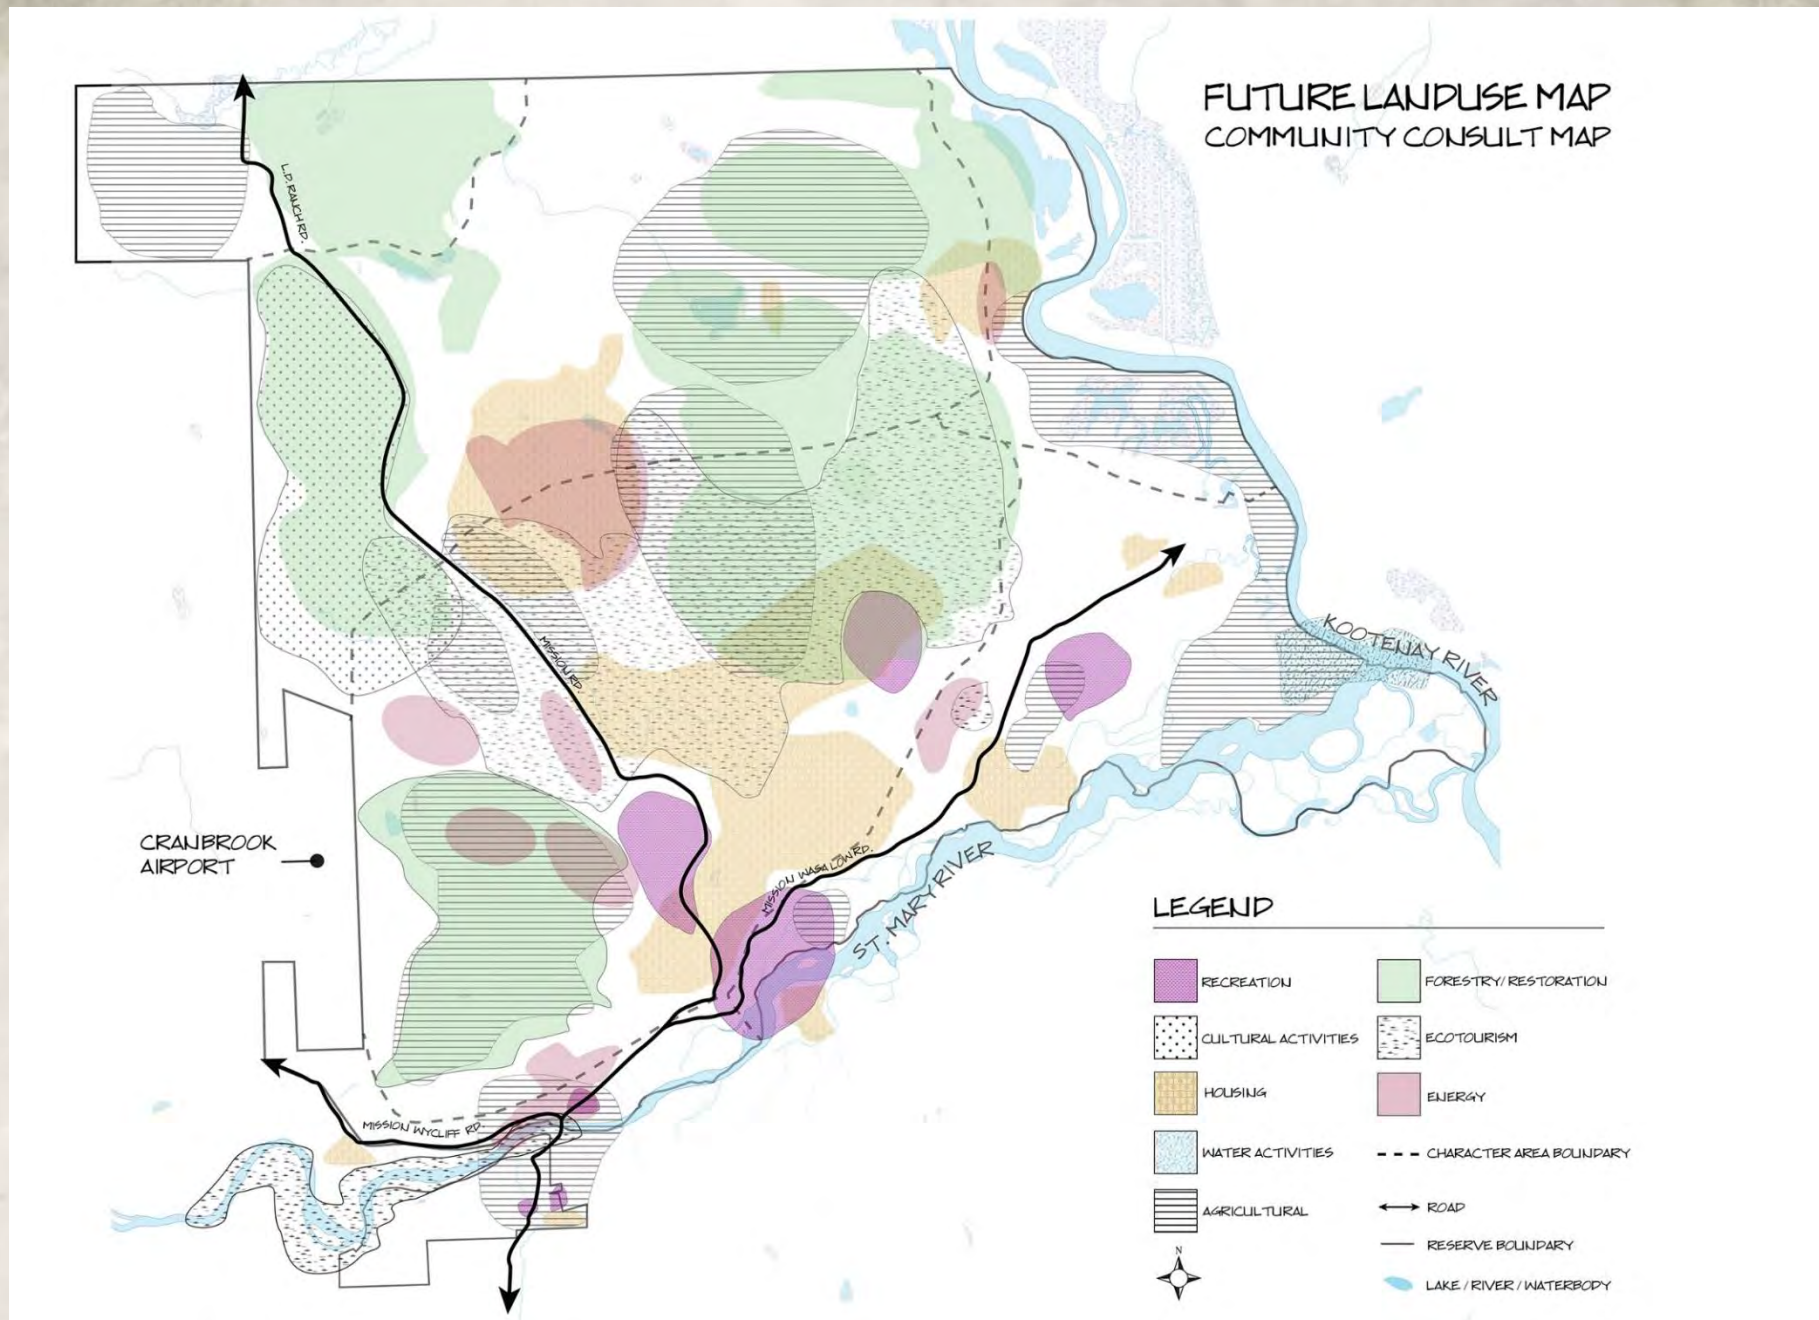 FUTURE LANDUSE MAP
COMMUNITY CONSULT MAP
L.D. RANCH RD.
MISSION RD.
KOOTENAY RIVER
CRANBROOK
AIRPORT
MISSION WASA LOW RD.
ST. MARY RIVER
MISSION WYCLIFF RD.
LEGEND
RECREATION
FORESTRY/RESTORATION
CULTURAL ACTIVITIES
ECOTOURISM
HOUSING
ENERGY
WATER ACTIVITIES
CHARACTER AREA BOUNDARY
AGRICULTURAL
ROAD
RESERVE BOUNDARY
N
LAKE / RIVER / WATERBODY